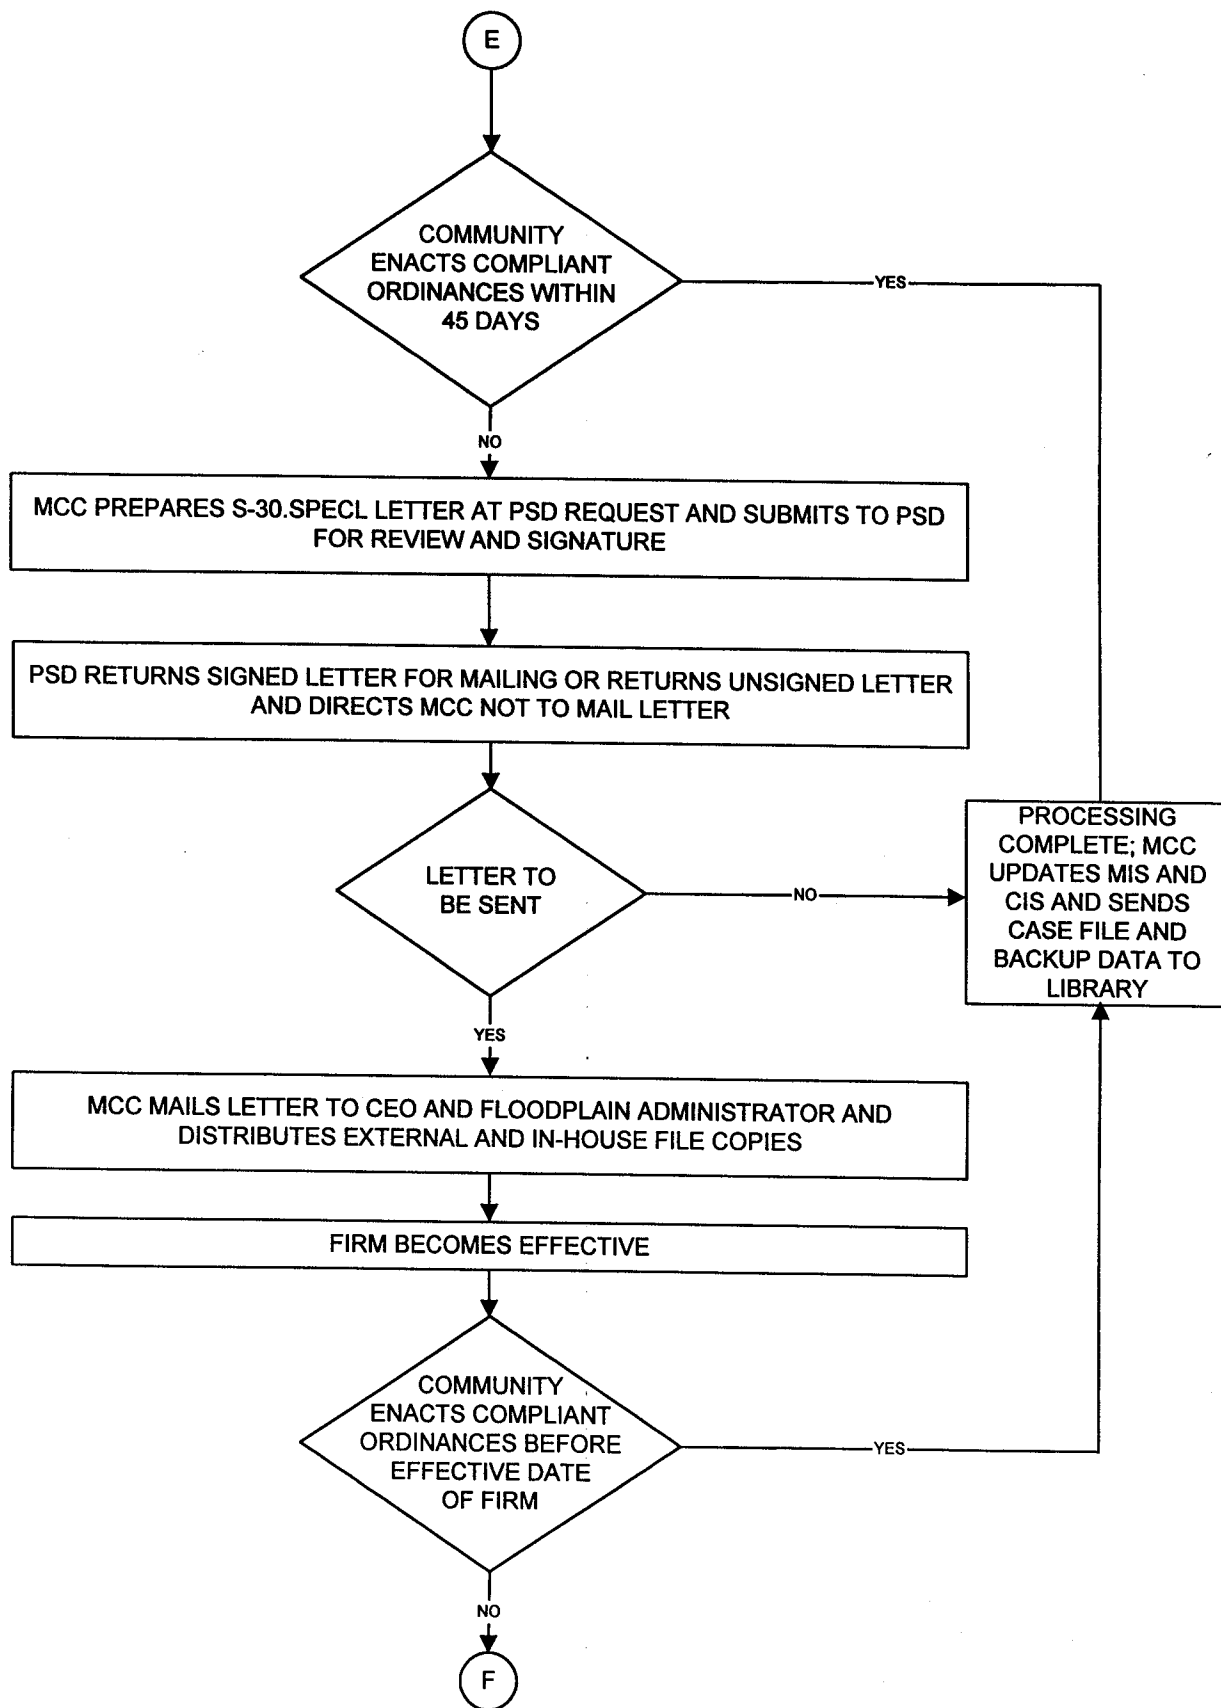 E
COMMUNITY
ENACTS COMPLIANT
ORDINANCES WITHIN
45 DAYS
YES
NO
MCC PREPARES S-30.SPECL LETTER AT PSD REQUEST AND SUBMITS TO PSD
FOR REVIEW AND SIGNATURE
PSD RETURNS SIGNED LETTER FOR MAILING OR RETURNS UNSIGNED LETTER
AND DIRECTS MCC NOT TO MAIL LETTER
LETTER TO
BE SENT
NO
PROCESSING
COMPLETE; MCC
UPDATES MIS AND
CIS AND SENDS
CASE FILE AND
BACKUP DATA TO
LIBRARY
YES
MCC MAILS LETTER TO CEO AND FLOODPLAIN ADMINISTRATOR AND
DISTRIBUTES EXTERNAL AND IN-HOUSE FILE COPIES
FIRM BECOMES EFFECTIVE
COMMUNITY
ENACTS COMPLIANT
ORDINANCES BEFORE
EFFECTIVE DATE
OF FIRM
YES
NO
F